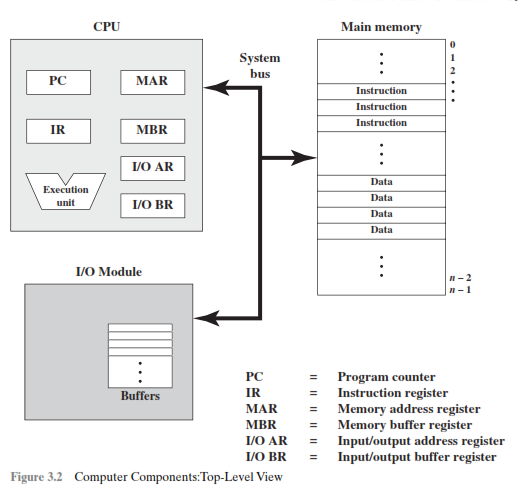 CPU
Main memory
System
bus
0
1
2
PC
MAR
Instruction
Instruction
Instruction
IR
MBR
I/O AR
Execution
unit
I/O BR
Data
Data
Data
Data
I/O Module
n – 2
n – 1
Buffers
PC = Program counter
IR = Instruction register
MAR = Memory address register
MBR = Memory buffer register
I/O AR = Input/output address register
I/O BR = Input/output buffer register
Figure 3.2 Computer Components:Top-Level View